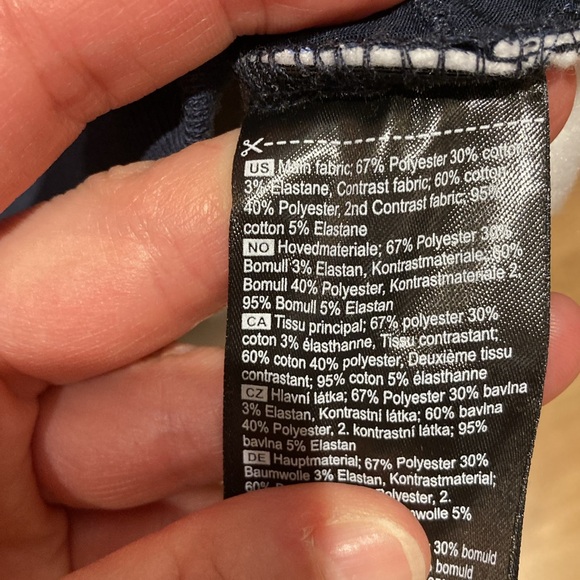 US Main fabric; 67% Polyester 30% cotton
3% Elastane, Contrast fabric; 60% cotton
40% Polyester, 2nd Contrast fabric; 95%
cotton 5% Elastane
NO Hovedmateriale; 67% Polyester 30%
Bomull 3% Elastan, Kontrastmateriale; 60%
Bomull 40% Polyester, Kontrastmateriale 2.
95% Bomull 5% Elastan
CA Tissu principal; 67% polyester 30%
coton 3% élasthanne, Tissu contrastant;
60% coton 40% polyester, Deuxième tissu
contrastant; 95% coton 5% élasthanne
CZ Hlavní látka; 67% Polyester 30% bavlna
3% Elastan, Kontrastní látka; 60% bavlna
40% Polyester, 2. kontrastní látka; 95%
bavlna 5% Elastan
DE Hauptmaterial; 67% Polyester 30%
Baumwolle 3% Elastan, Kontrastmaterial;
60% Polyester, 2.
mwolle 5%
30% bomuld
% bomuld